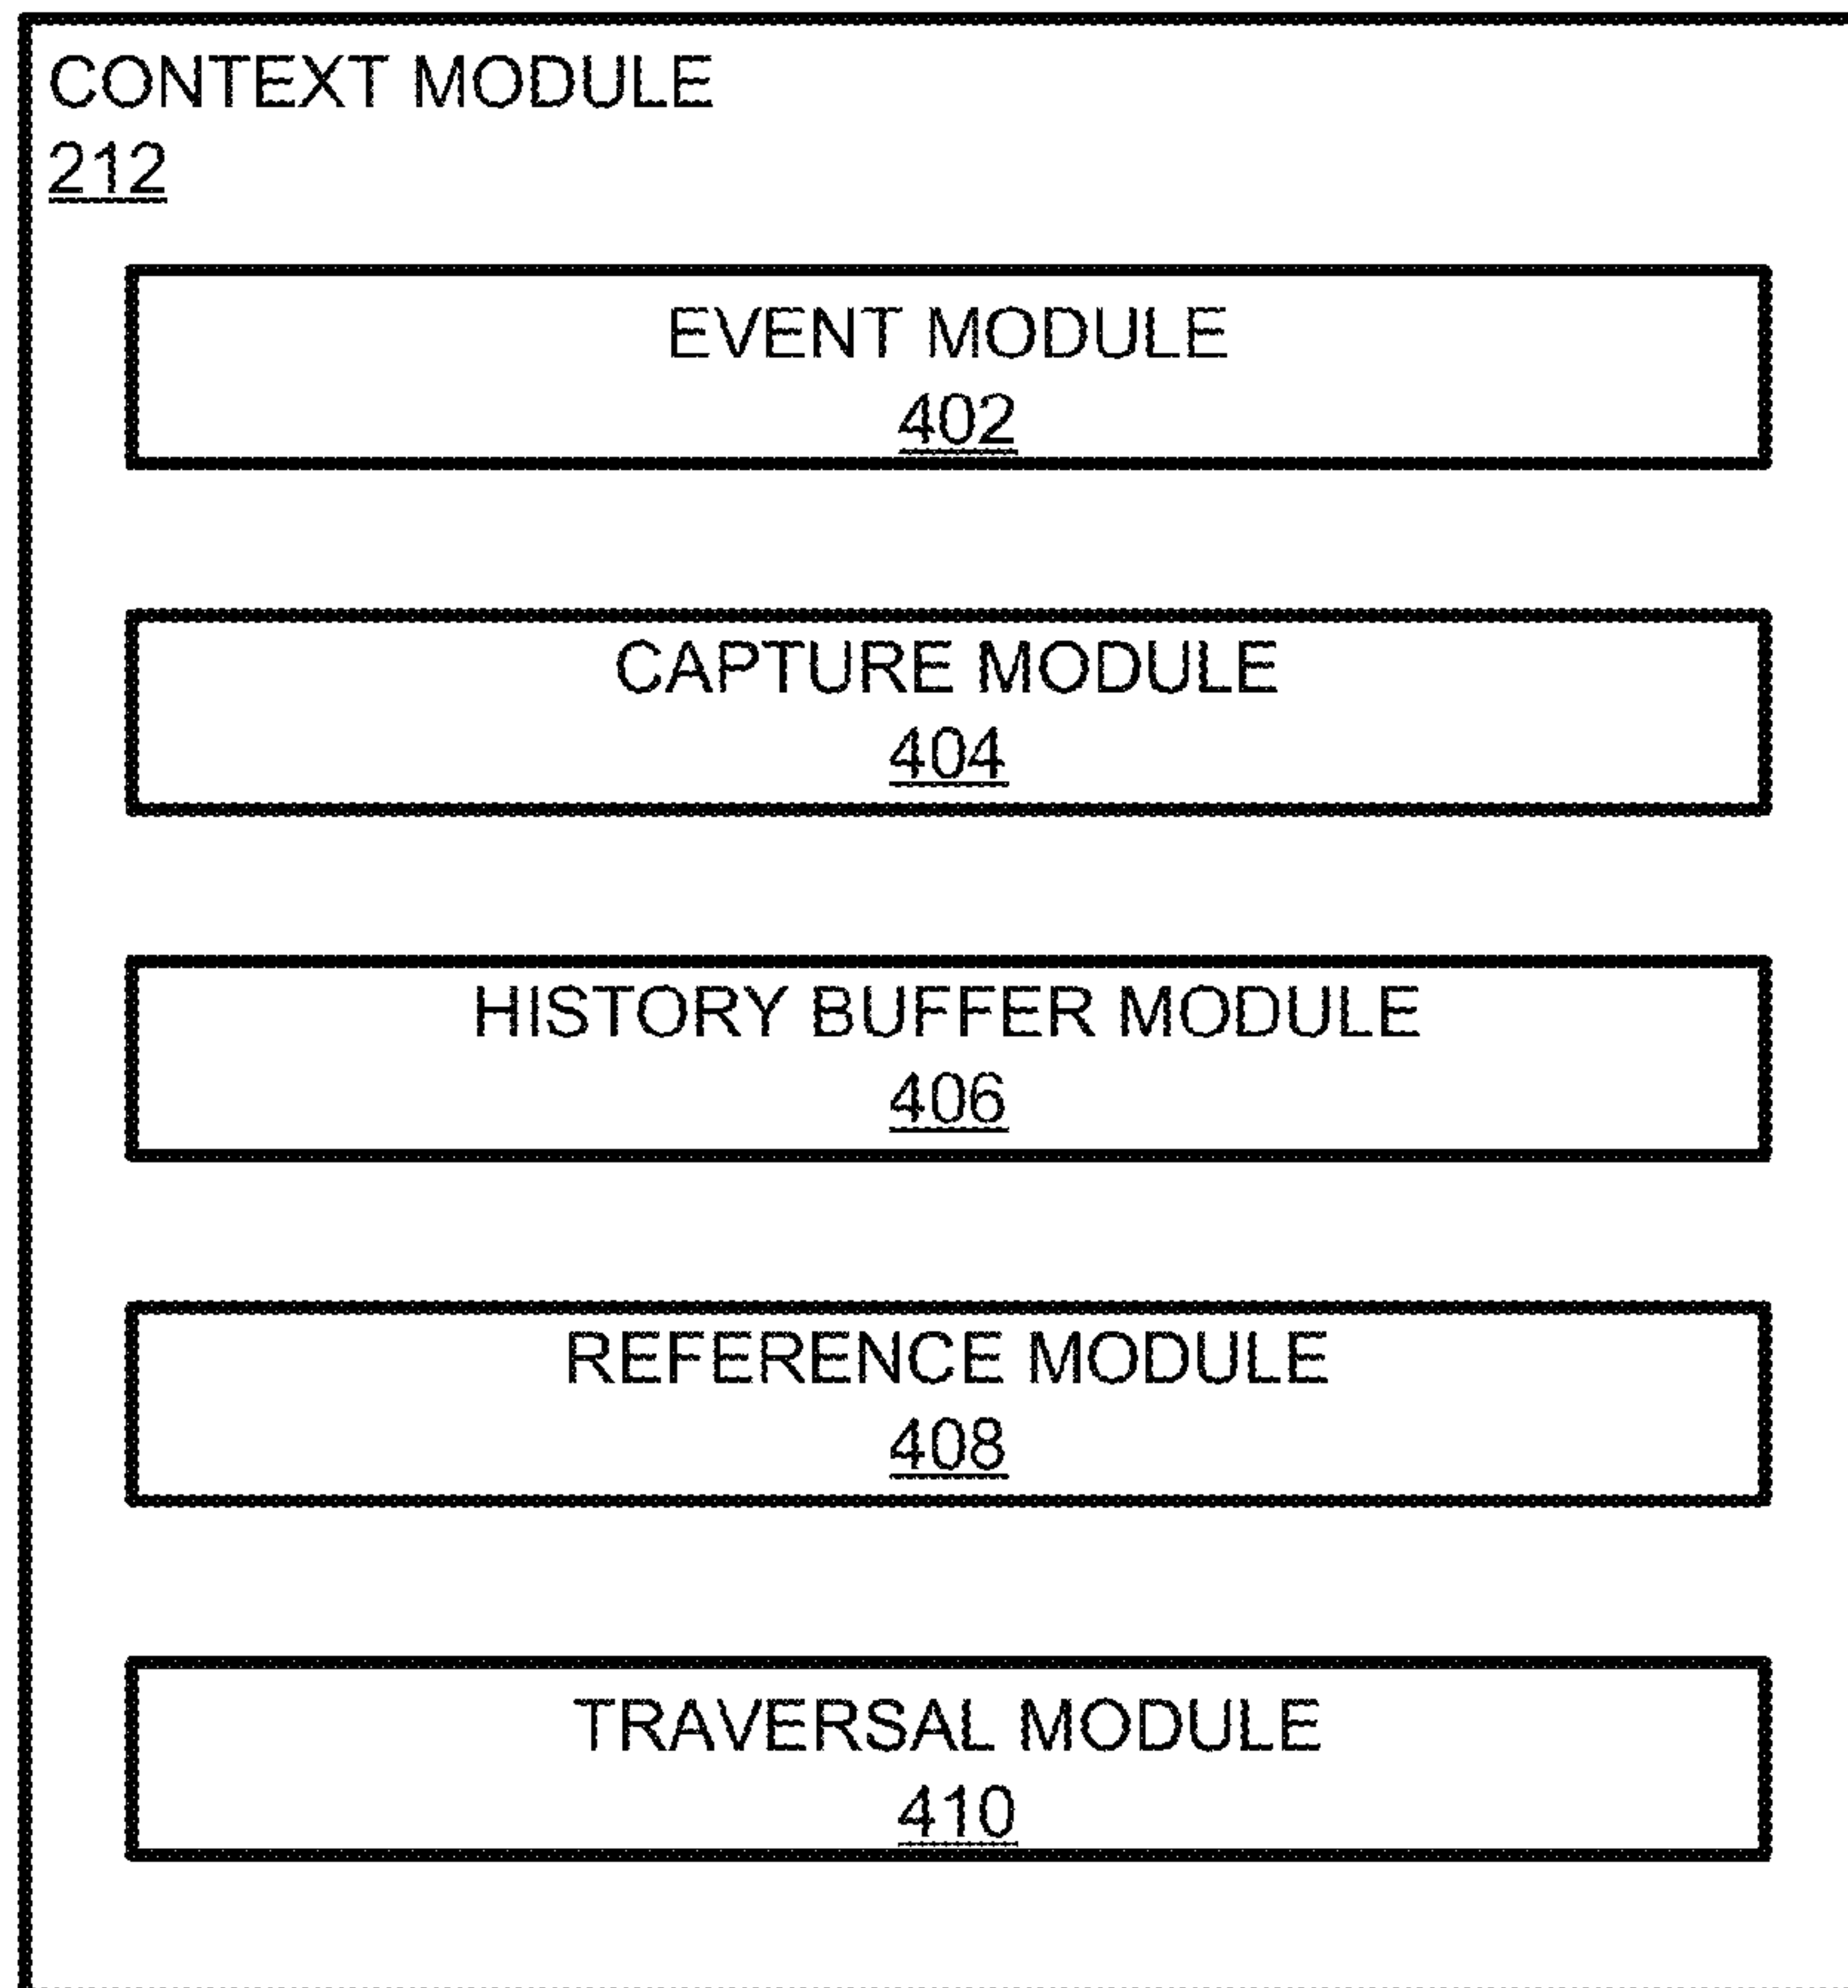 CONTEXT MODULE
212
EVENT MODULE
402
CAPTURE MODULE
404
HISTORY BUFFER MODULE
406
REFERENCE MODULE
408
TRAVERSAL MODULE
410